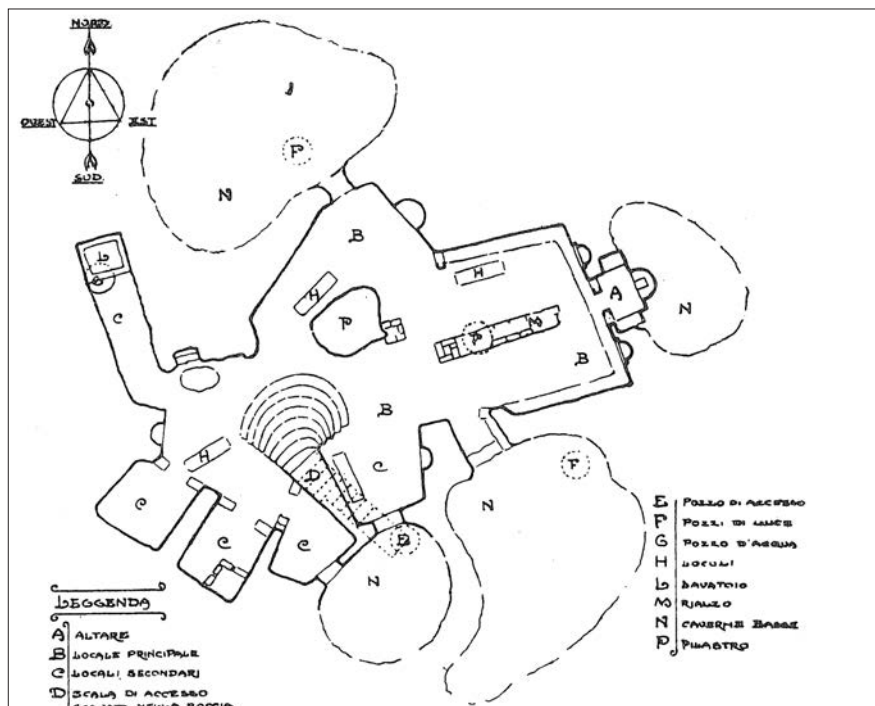 NORD
OUEST EST
SUD
I
F
N
B
L
G
H
H
A
C
P
P
M
N
B
B
C
H
D
F
C
N
E
C
C
N
E POZZO DI ACCESSO
F POZZI DI LUCE
G POZZO D'ACQUA
H LOCULI
L LAVATOIO
M RIALZO
N CAVERNE BASSE
P PILASTRO
LEGGENDA
A ALTARE
B LOCALE PRINCIPALE
C LOCALI SECONDARI
D SCALA DI ACCESSO